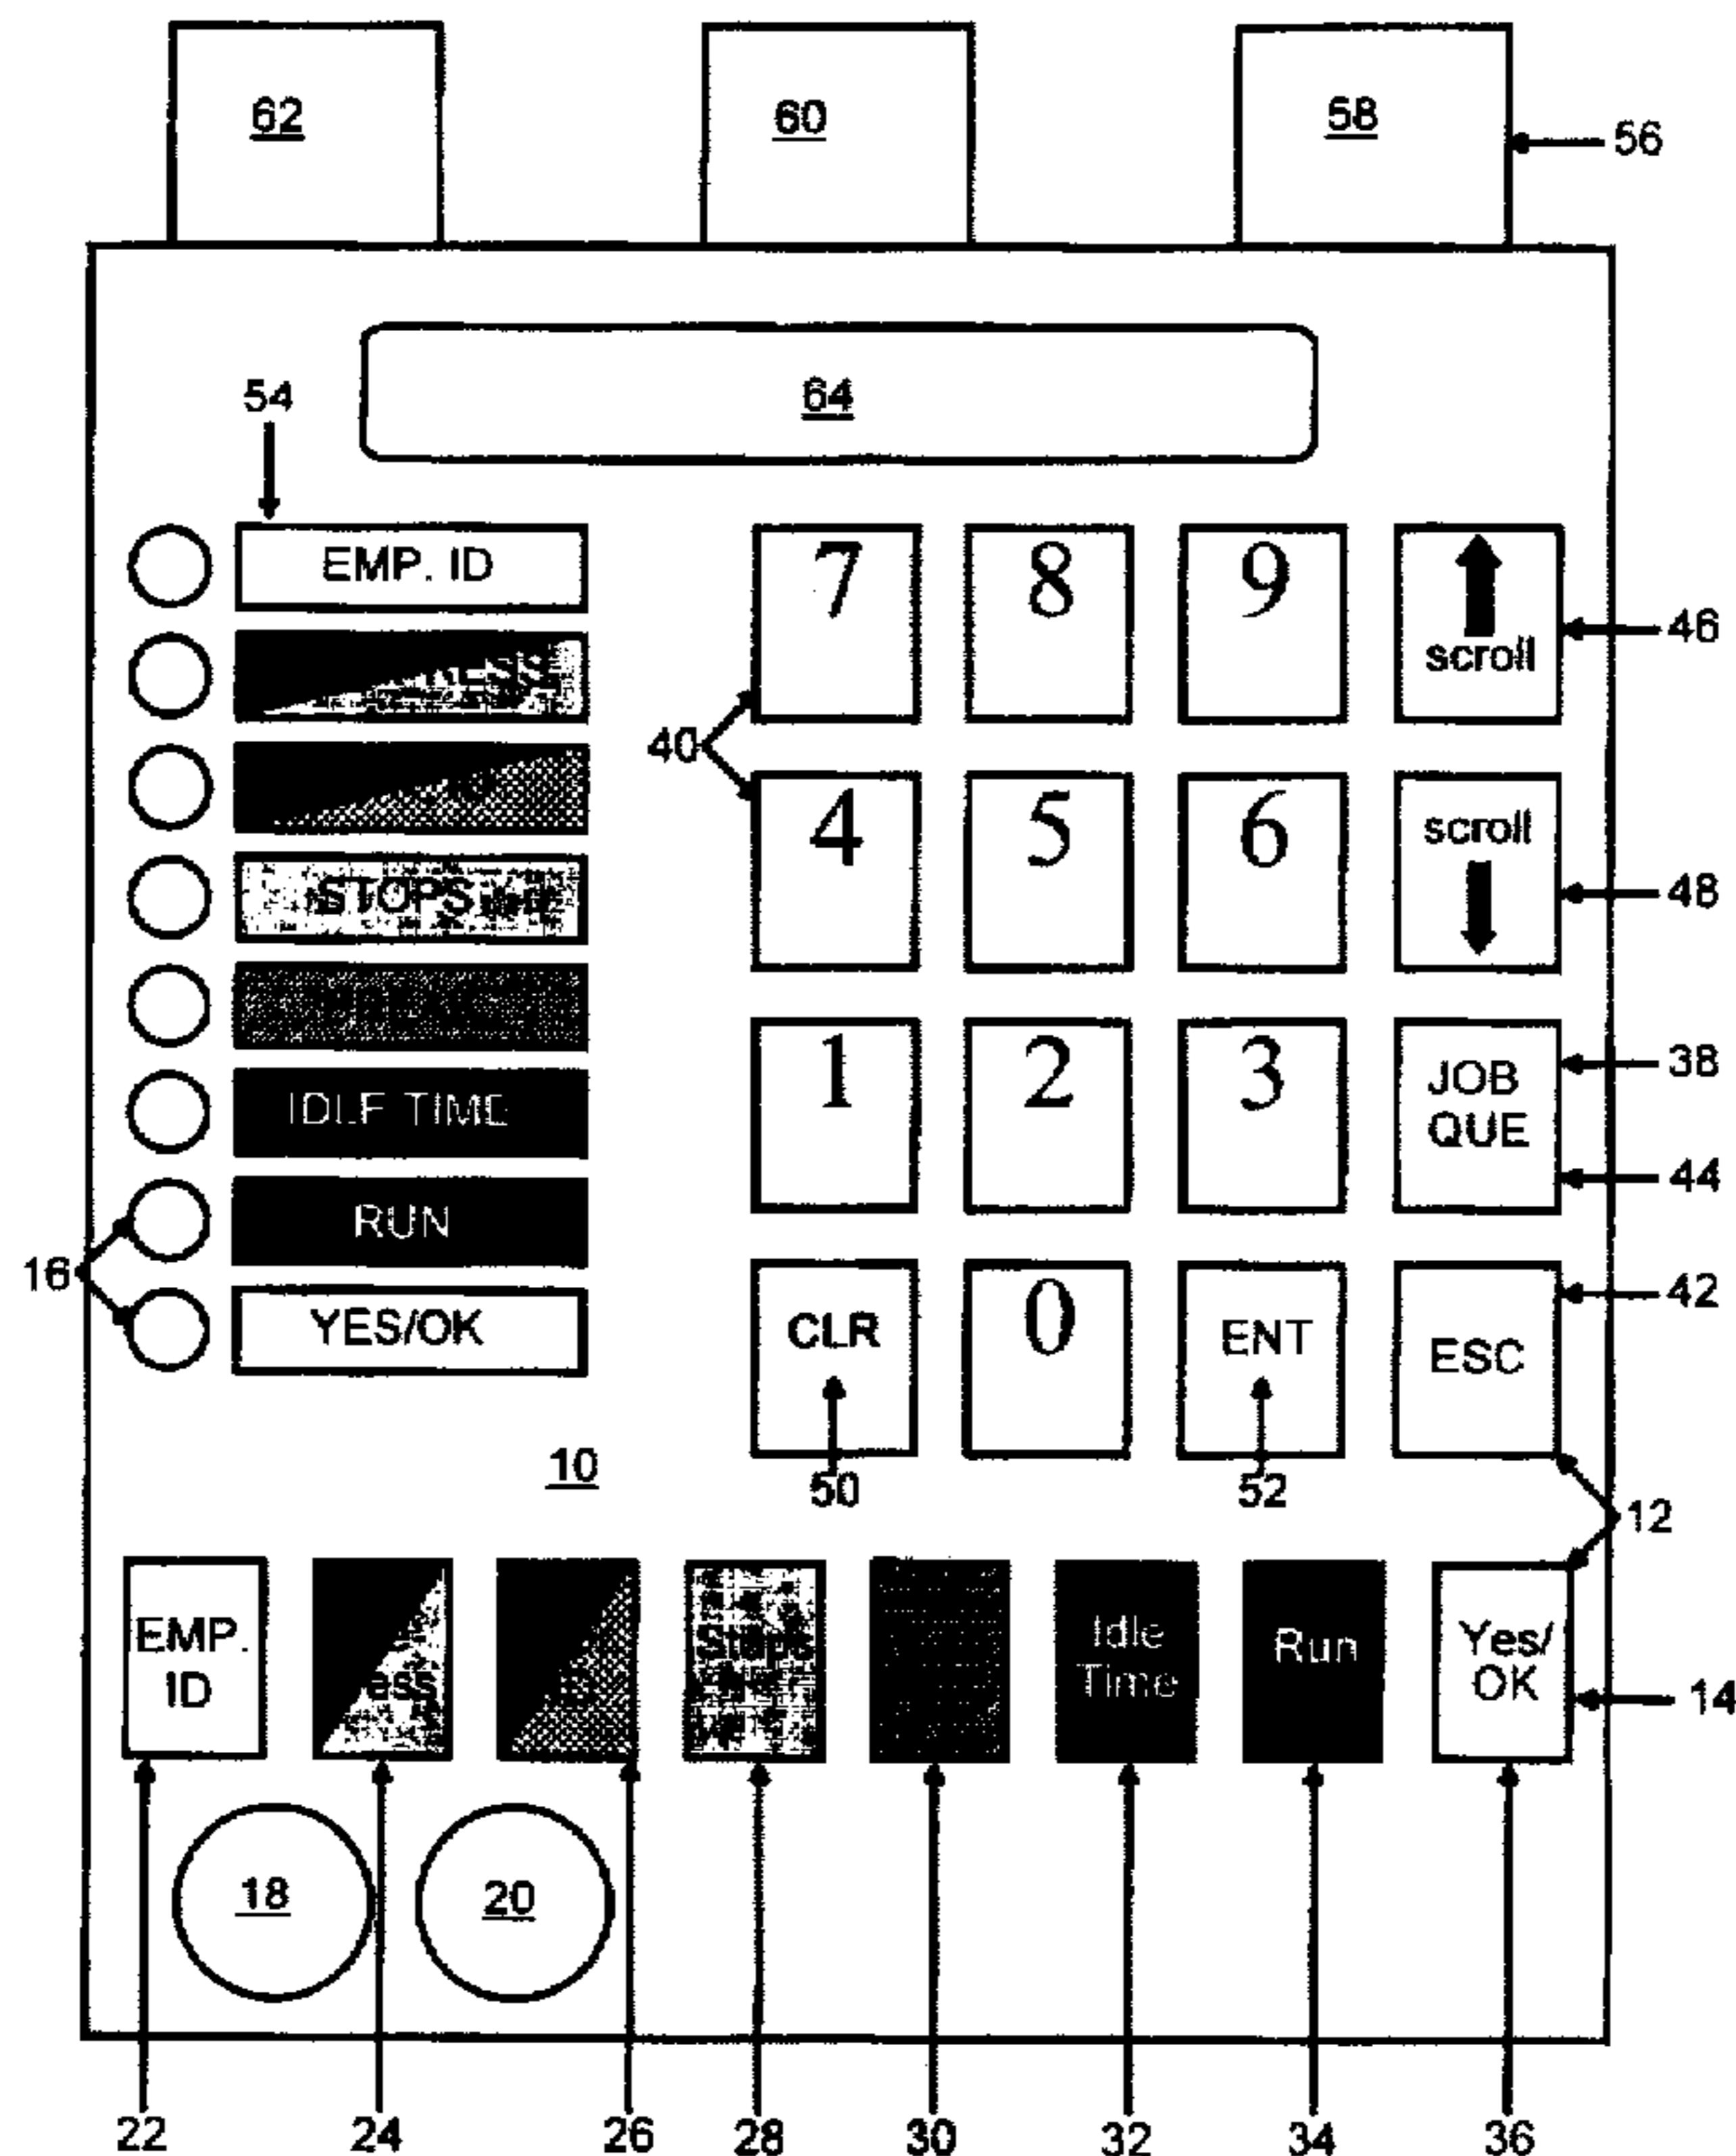 62 60 58 56
64
54
EMP. ID
7 8 9
scroll
46
40
4 5 6
scroll
48
STOPS
1 2 3
JOB
QUE
38
44
IDLE TIME
RUN
16
YES/OK
CLR
0
ENT
ESC
42
10
50
52
12
EMP.
ID
ess
Stops
Idle
Time
Run
Yes/
OK
14
18 20
22 24 26 28 30 32 34 36